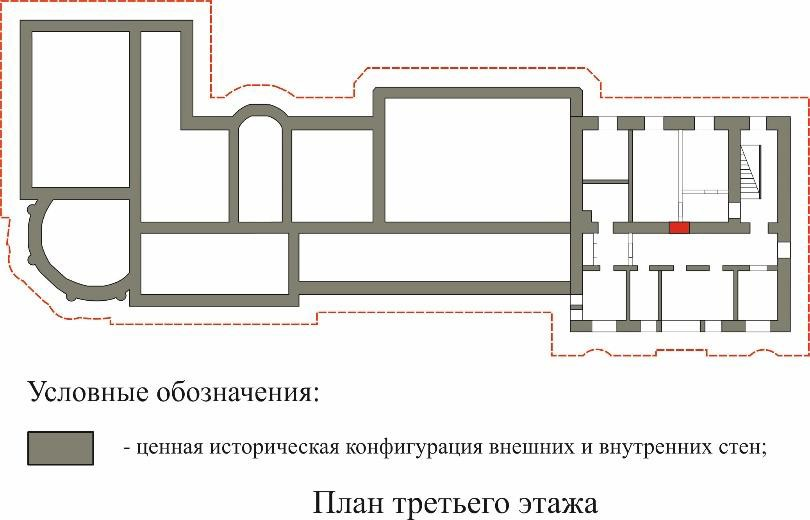 Условные обозначения:
- ценная историческая конфигурация внешних и внутренних стен;
План третьего этажа